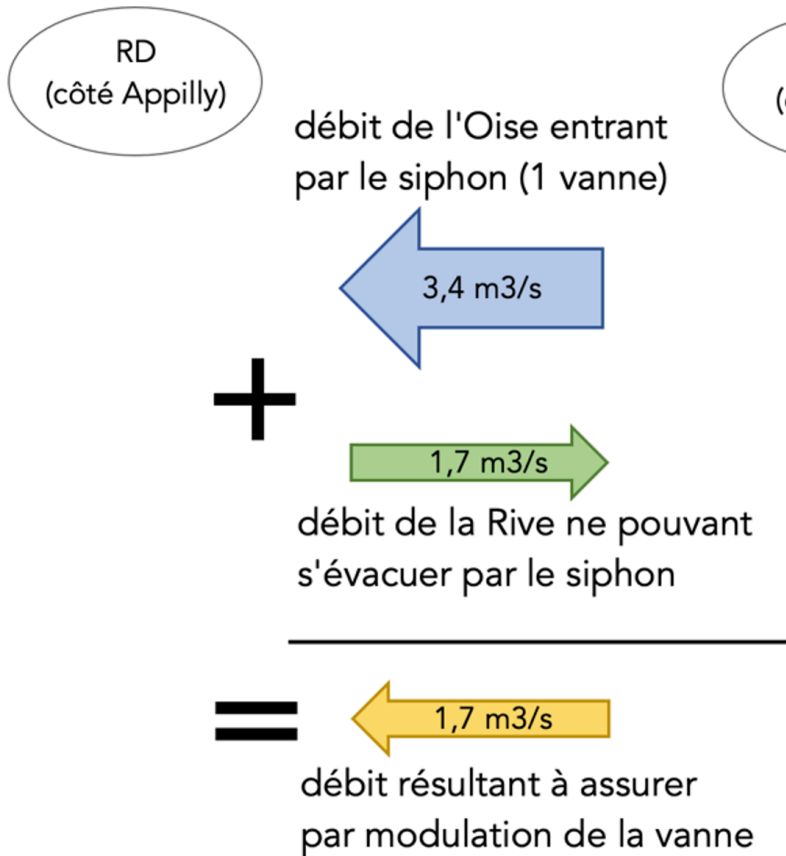 RD
(côté Appilly)
débit de l'Oise entrant
par le siphon (1 vanne)
3,4 m3/s
+
1,7 m3/s
débit de la Rive ne pouvant
s'évacuer par le siphon
=
1,7 m3/s
débit résultant à assurer
par modulation de la vanne